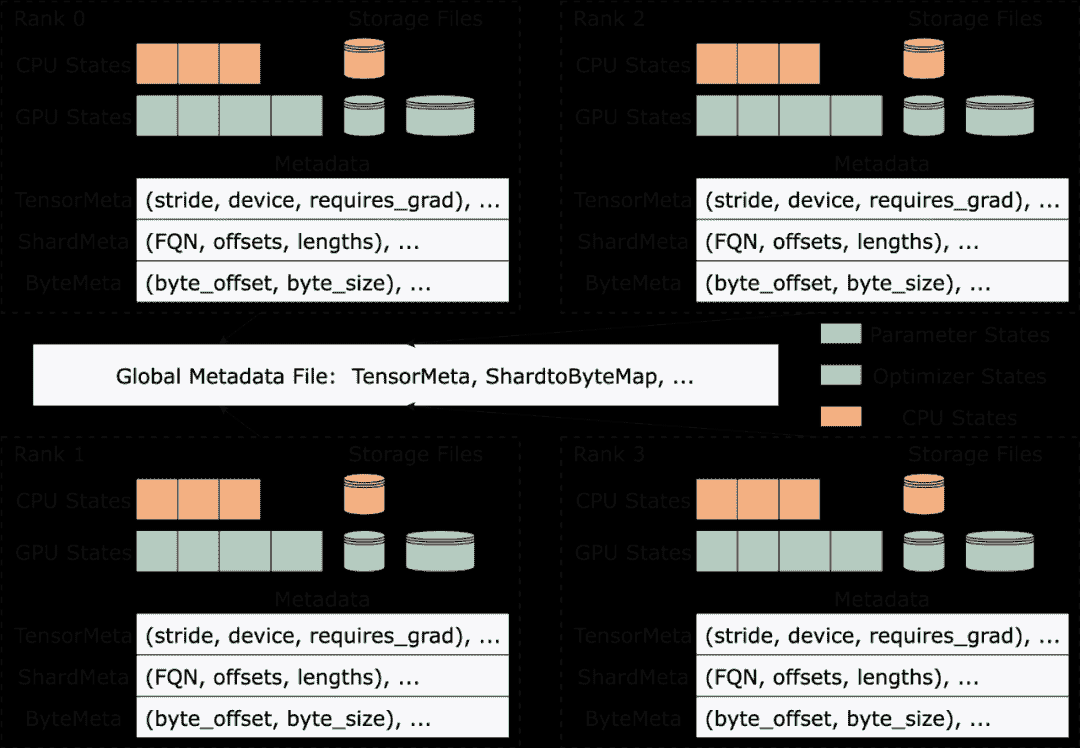 Rank 0
Storage Files
CPU States
GPU States
Metadata
TensorMeta (stride, device, requires_grad), ...
ShardMeta (FQN, offsets, lengths), ...
ByteMeta (byte_offset, byte_size), ...
Rank 2
Storage Files
CPU States
GPU States
Metadata
TensorMeta (stride, device, requires_grad), ...
ShardMeta (FQN, offsets, lengths), ...
ByteMeta (byte_offset, byte_size), ...
Global Metadata File: TensorMeta, ShardtoByteMap, ...
Parameter States
Optimizer States
CPU States
Rank 1
Storage Files
CPU States
GPU States
Metadata
TensorMeta (stride, device, requires_grad), ...
ShardMeta (FQN, offsets, lengths), ...
ByteMeta (byte_offset, byte_size), ...
Rank 3
Storage Files
CPU States
GPU States
Metadata
TensorMeta (stride, device, requires_grad), ...
ShardMeta (FQN, offsets, lengths), ...
ByteMeta (byte_offset, byte_size), ...